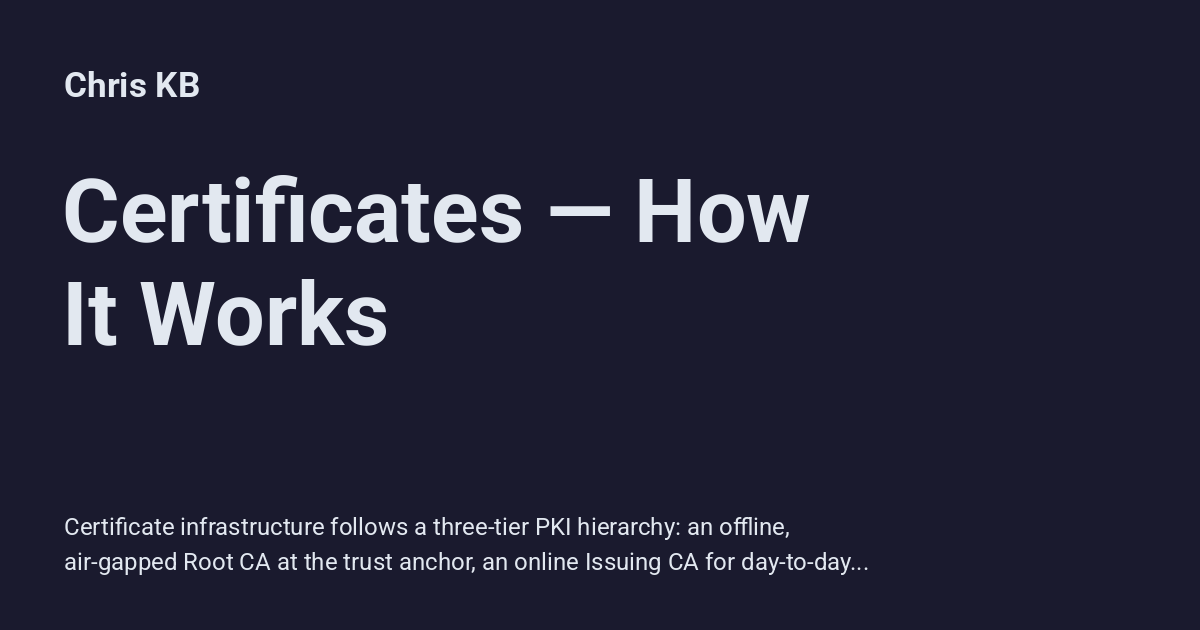 Chris KB
Certificates — How
It Works
Certificate infrastructure follows a three-tier PKI hierarchy: an offline,
air-gapped Root CA at the trust anchor, an online Issuing CA for day-to-day...